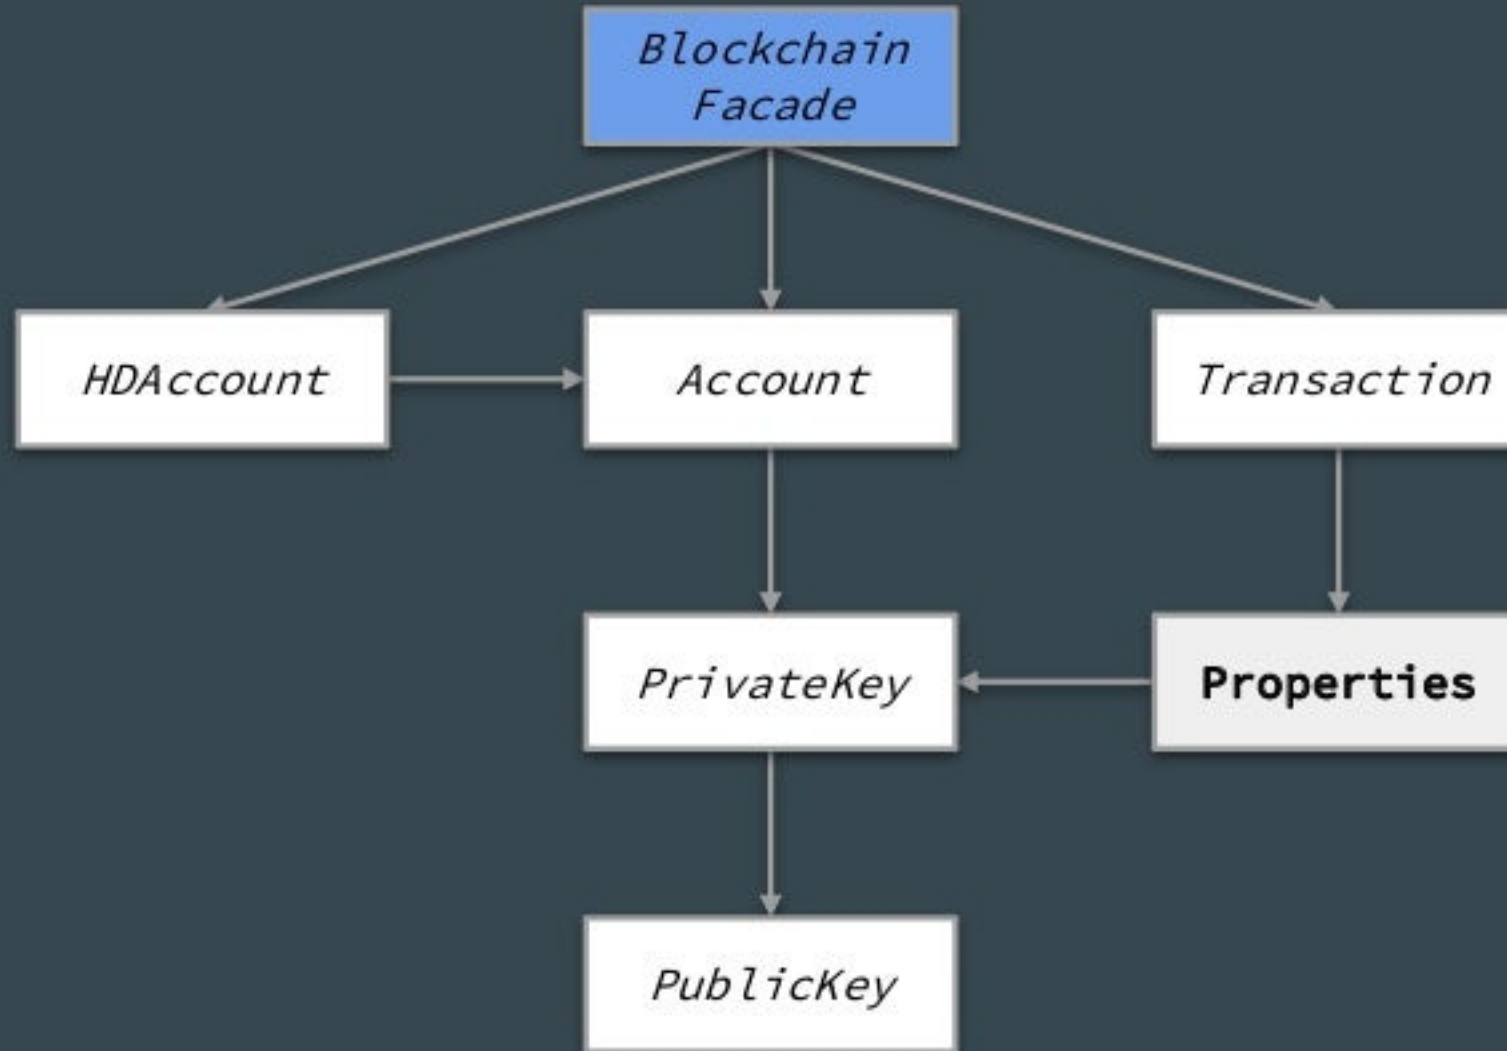 Blockchain
Facade
HDAccount
Account
Transaction
PrivateKey
Properties
PublicKey